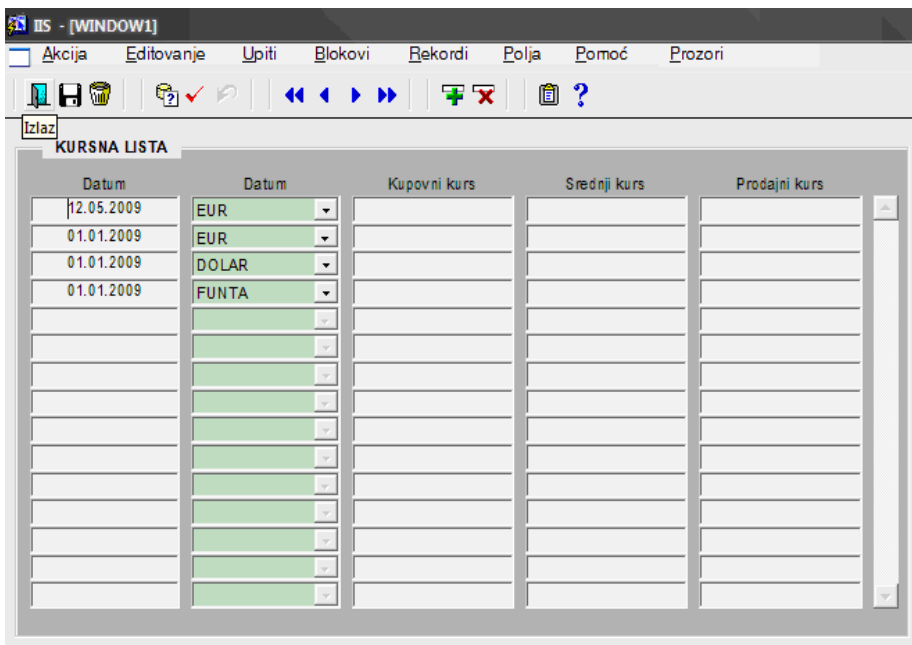 IIS - [WINDOW1]
Akcija Editovanje Upiti Blokovi Rekordi Polja Pomoć Prozori
Izlaz
KURSNA LISTA
Datum Datum Kupovni kurs Srednji kurs Prodajni kurs
12.05.2009 EUR
01.01.2009 EUR
01.01.2009 DOLAR
01.01.2009 FUNTA